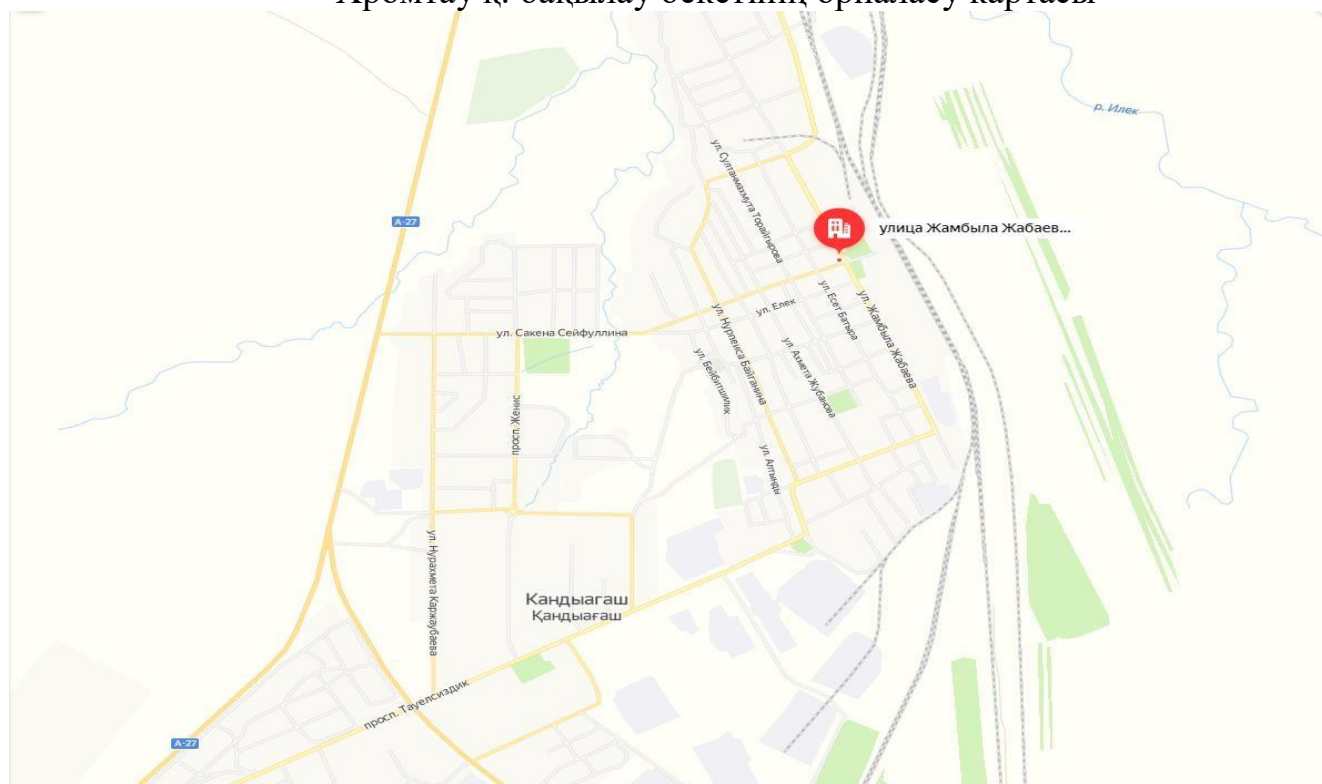 Хромтау қ. бақылау бекетінің орналасу картасы
р. Илек
ул. Султанмахмута Торайгырова
А-27
улица Жамбыла Жабаев...
ул. Елек
ул. Есет Батыра
ул. Жамбыла Жабаева
ул. Сакена Сейфуллина
ул. Нурпеиса Байганина
ул. Бейбитшилик
ул. Ахмета Жубанова
просп. Женис
ул. Алтынды
ул. Нурахмета Каржаубаева
Кандыагаш
Қандыағаш
просп. Тауелсиздик
А-27